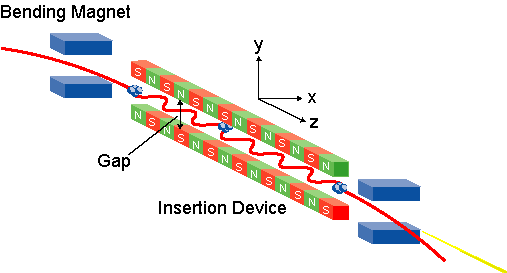 Bending Magnet
y
x
z
S N S N S N S N S N S N S N
N S N S N S N S N S N S N S
Gap
Insertion Device